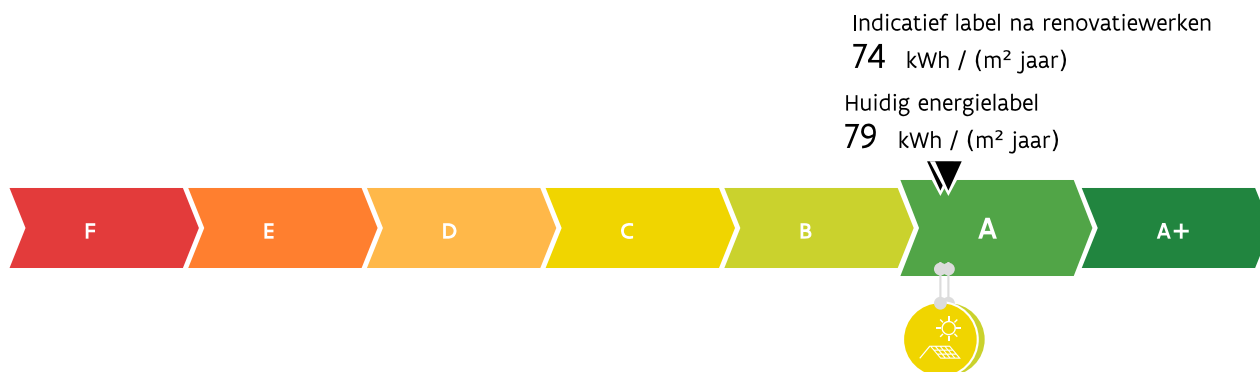 Indicatief label na renovatiewerken
74 kWh / (m² jaar)
Huidig energielabel
79 kWh / (m² jaar)
F E D C B A A+